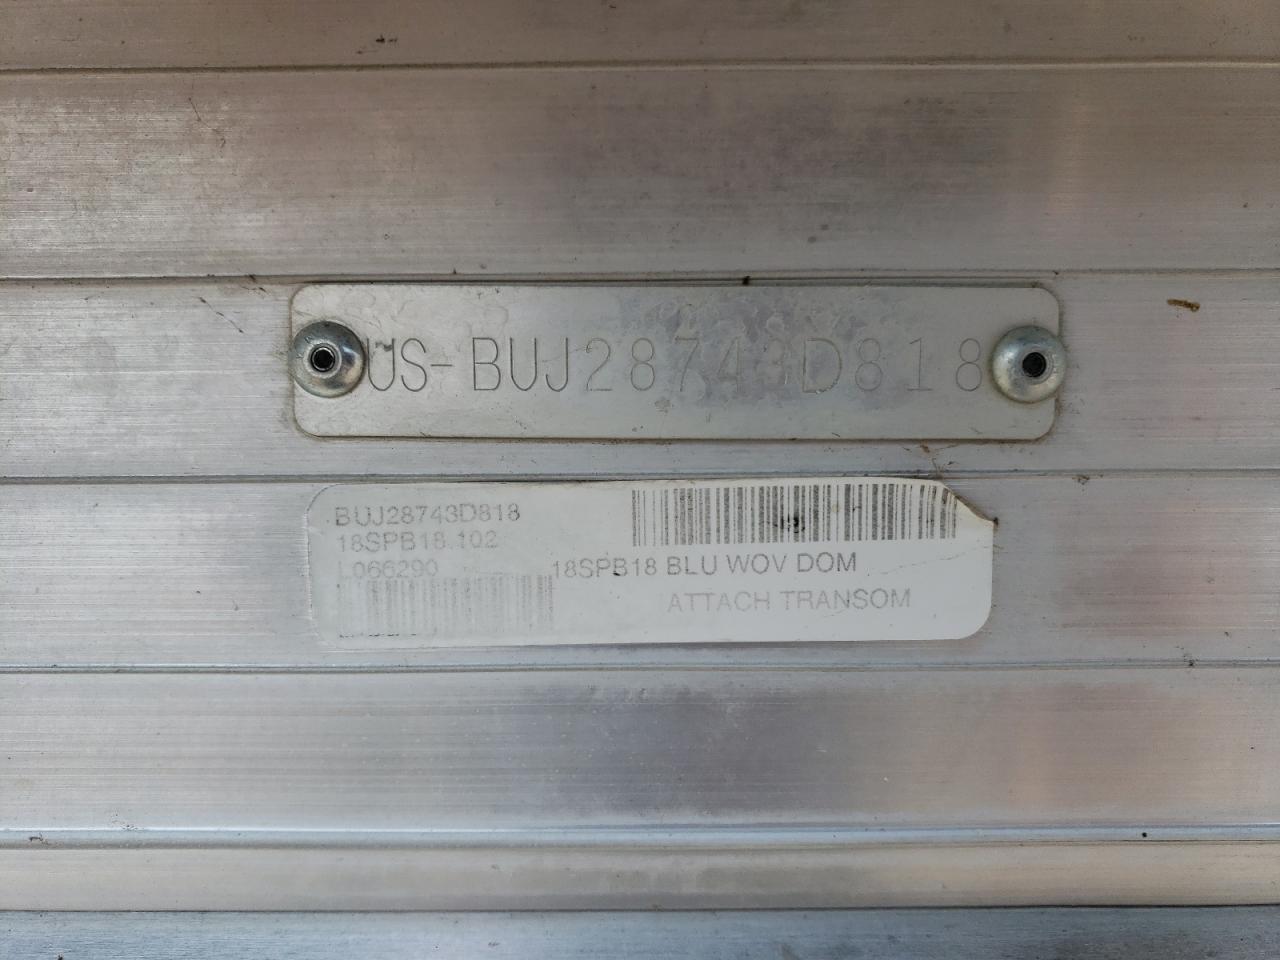 US-BUJ28743D818
BUJ28743D818
18SPB18.102
L066290
18SPB18 BLU WOV DOM
ATTACH TRANSOM